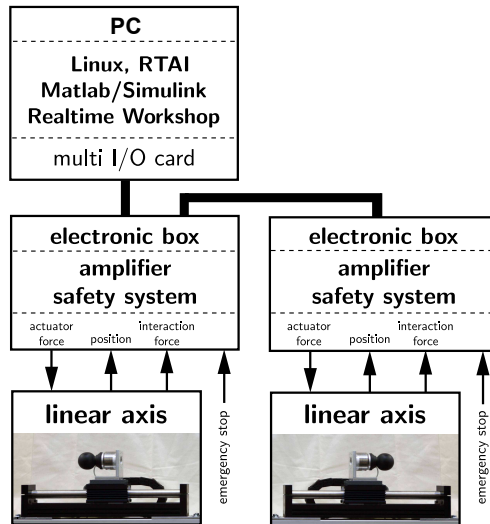 PC
Linux, RTAI
Matlab/Simulink
Realtime Workshop
multi I/O card
electronic box
amplifier
safety system
actuator
force
position
interaction
force
linear axis
emergency stop
electronic box
amplifier
safety system
actuator
force
position
interaction
force
linear axis
emergency stop